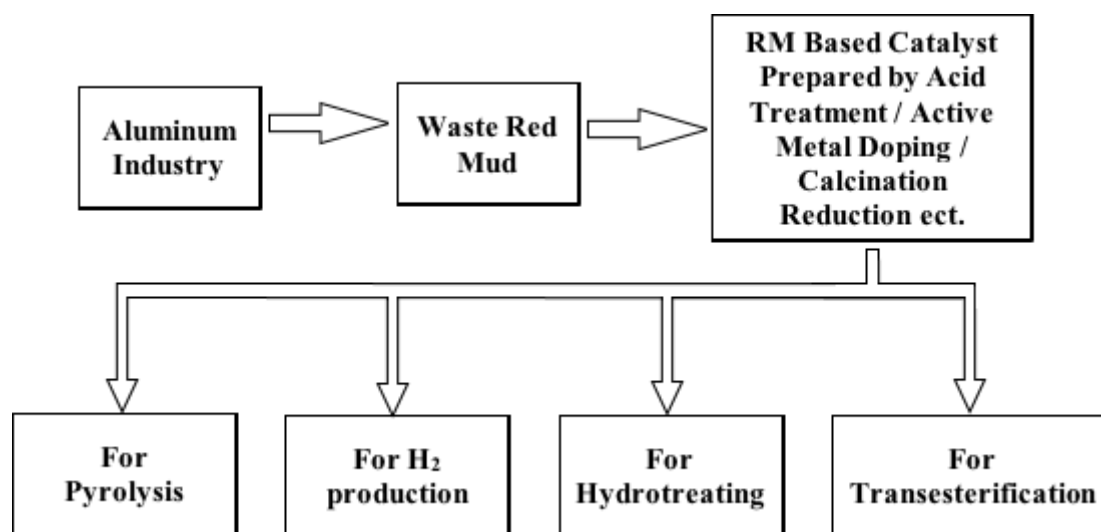 Aluminum
Industry
Waste Red
Mud
RM Based Catalyst
Prepared by Acid
Treatment / Active
Metal Doping /
Calcination
Reduction ect.
For
Pyrolysis
For H₂
production
For
Hydrotreating
For
Transesterification